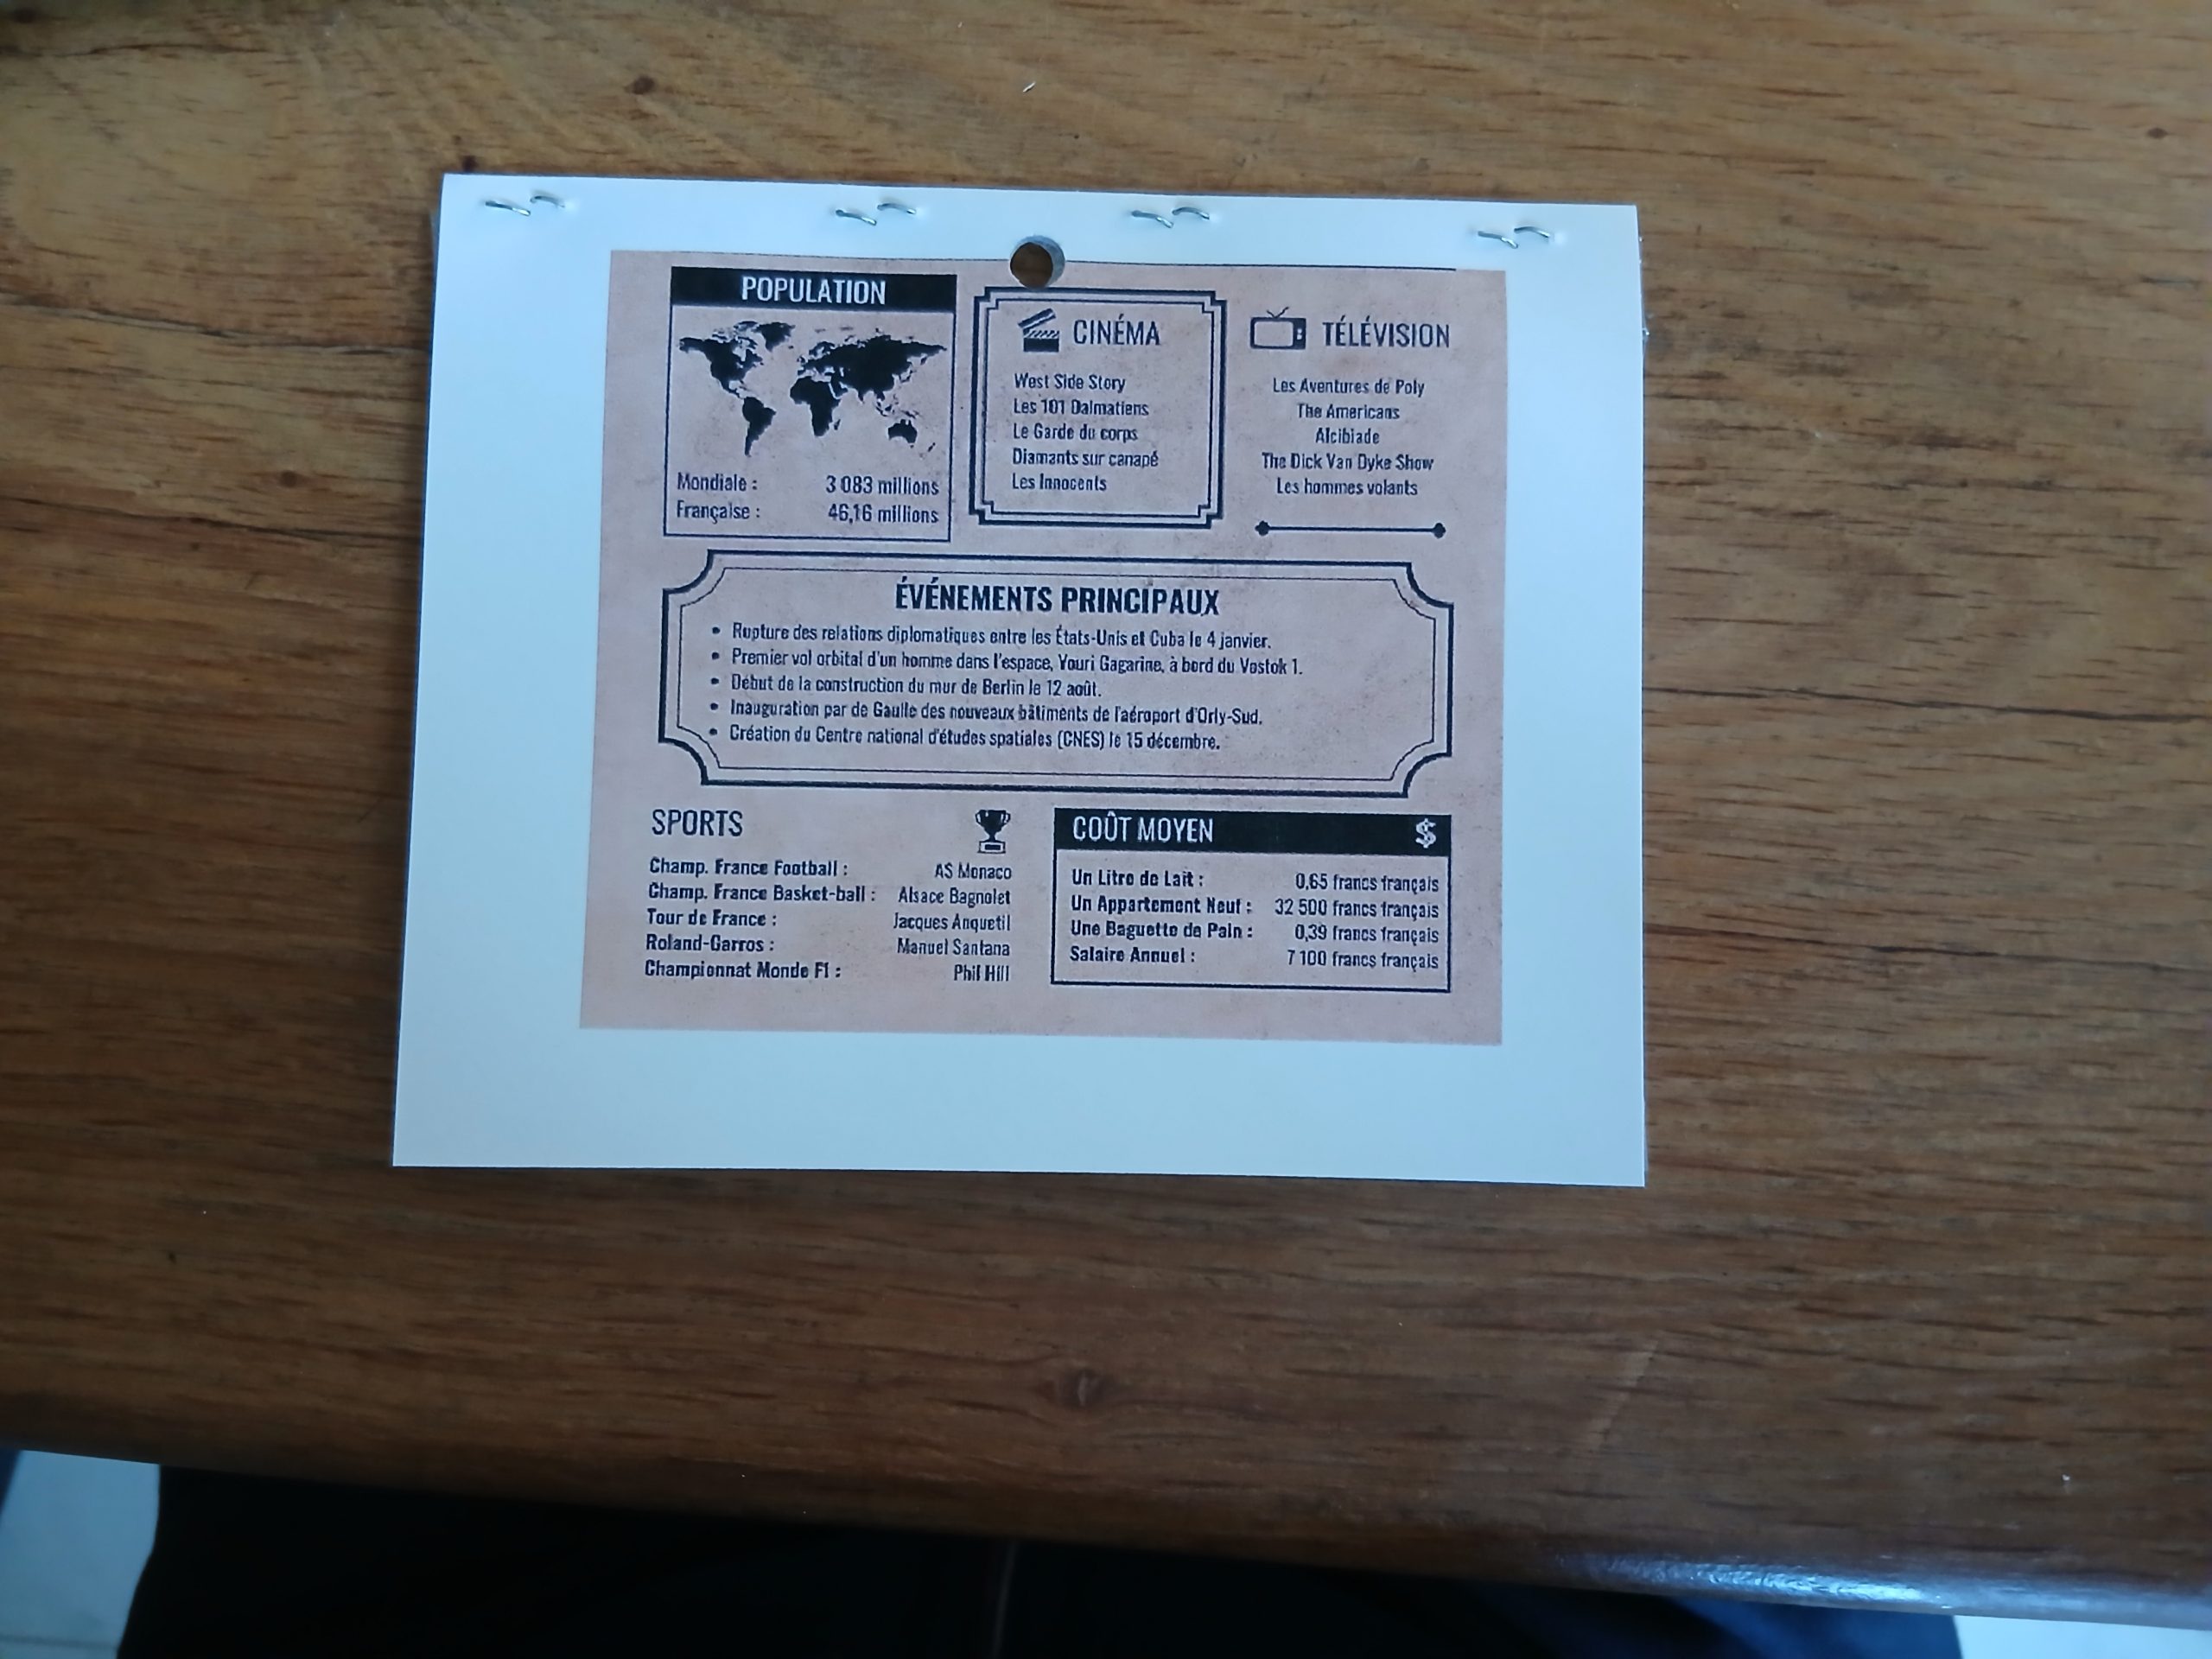 POPULATION
Mondiale : 3 083 millions
Française : 46,16 millions
CINÉMA
West Side Story
Les 101 Dalmatiens
Le Garde du corps
Diamants sur canapé
Les Innocents
TÉLÉVISION
Les Aventures de Poly
The Americans
Alcibiade
The Dick Van Dyke Show
Les hommes volants
ÉVÉNEMENTS PRINCIPAUX
• Rupture des relations diplomatiques entre les États-Unis et Cuba le 4 janvier.
• Premier vol orbital d'un homme dans l'espace, Youri Gagarine, à bord du Vostok 1.
• Début de la construction du mur de Berlin le 12 août.
• Inauguration par de Gaulle des nouveaux bâtiments de l'aéroport d'Orly-Sud.
• Création du Centre national d'études spatiales (CNES) le 15 décembre.
SPORTS
Champ. France Football : AS Monaco
Champ. France Basket-ball : Alsace Bagnolet
Tour de France : Jacques Anquetil
Roland-Garros : Manuel Santana
Championnat Monde F1 : Phil Hill
COÛT MOYEN $
Un Litre de Lait : 0,65 francs français
Un Appartement Neuf : 32 500 francs français
Une Baguette de Pain : 0,39 francs français
Salaire Annuel : 7 100 francs français